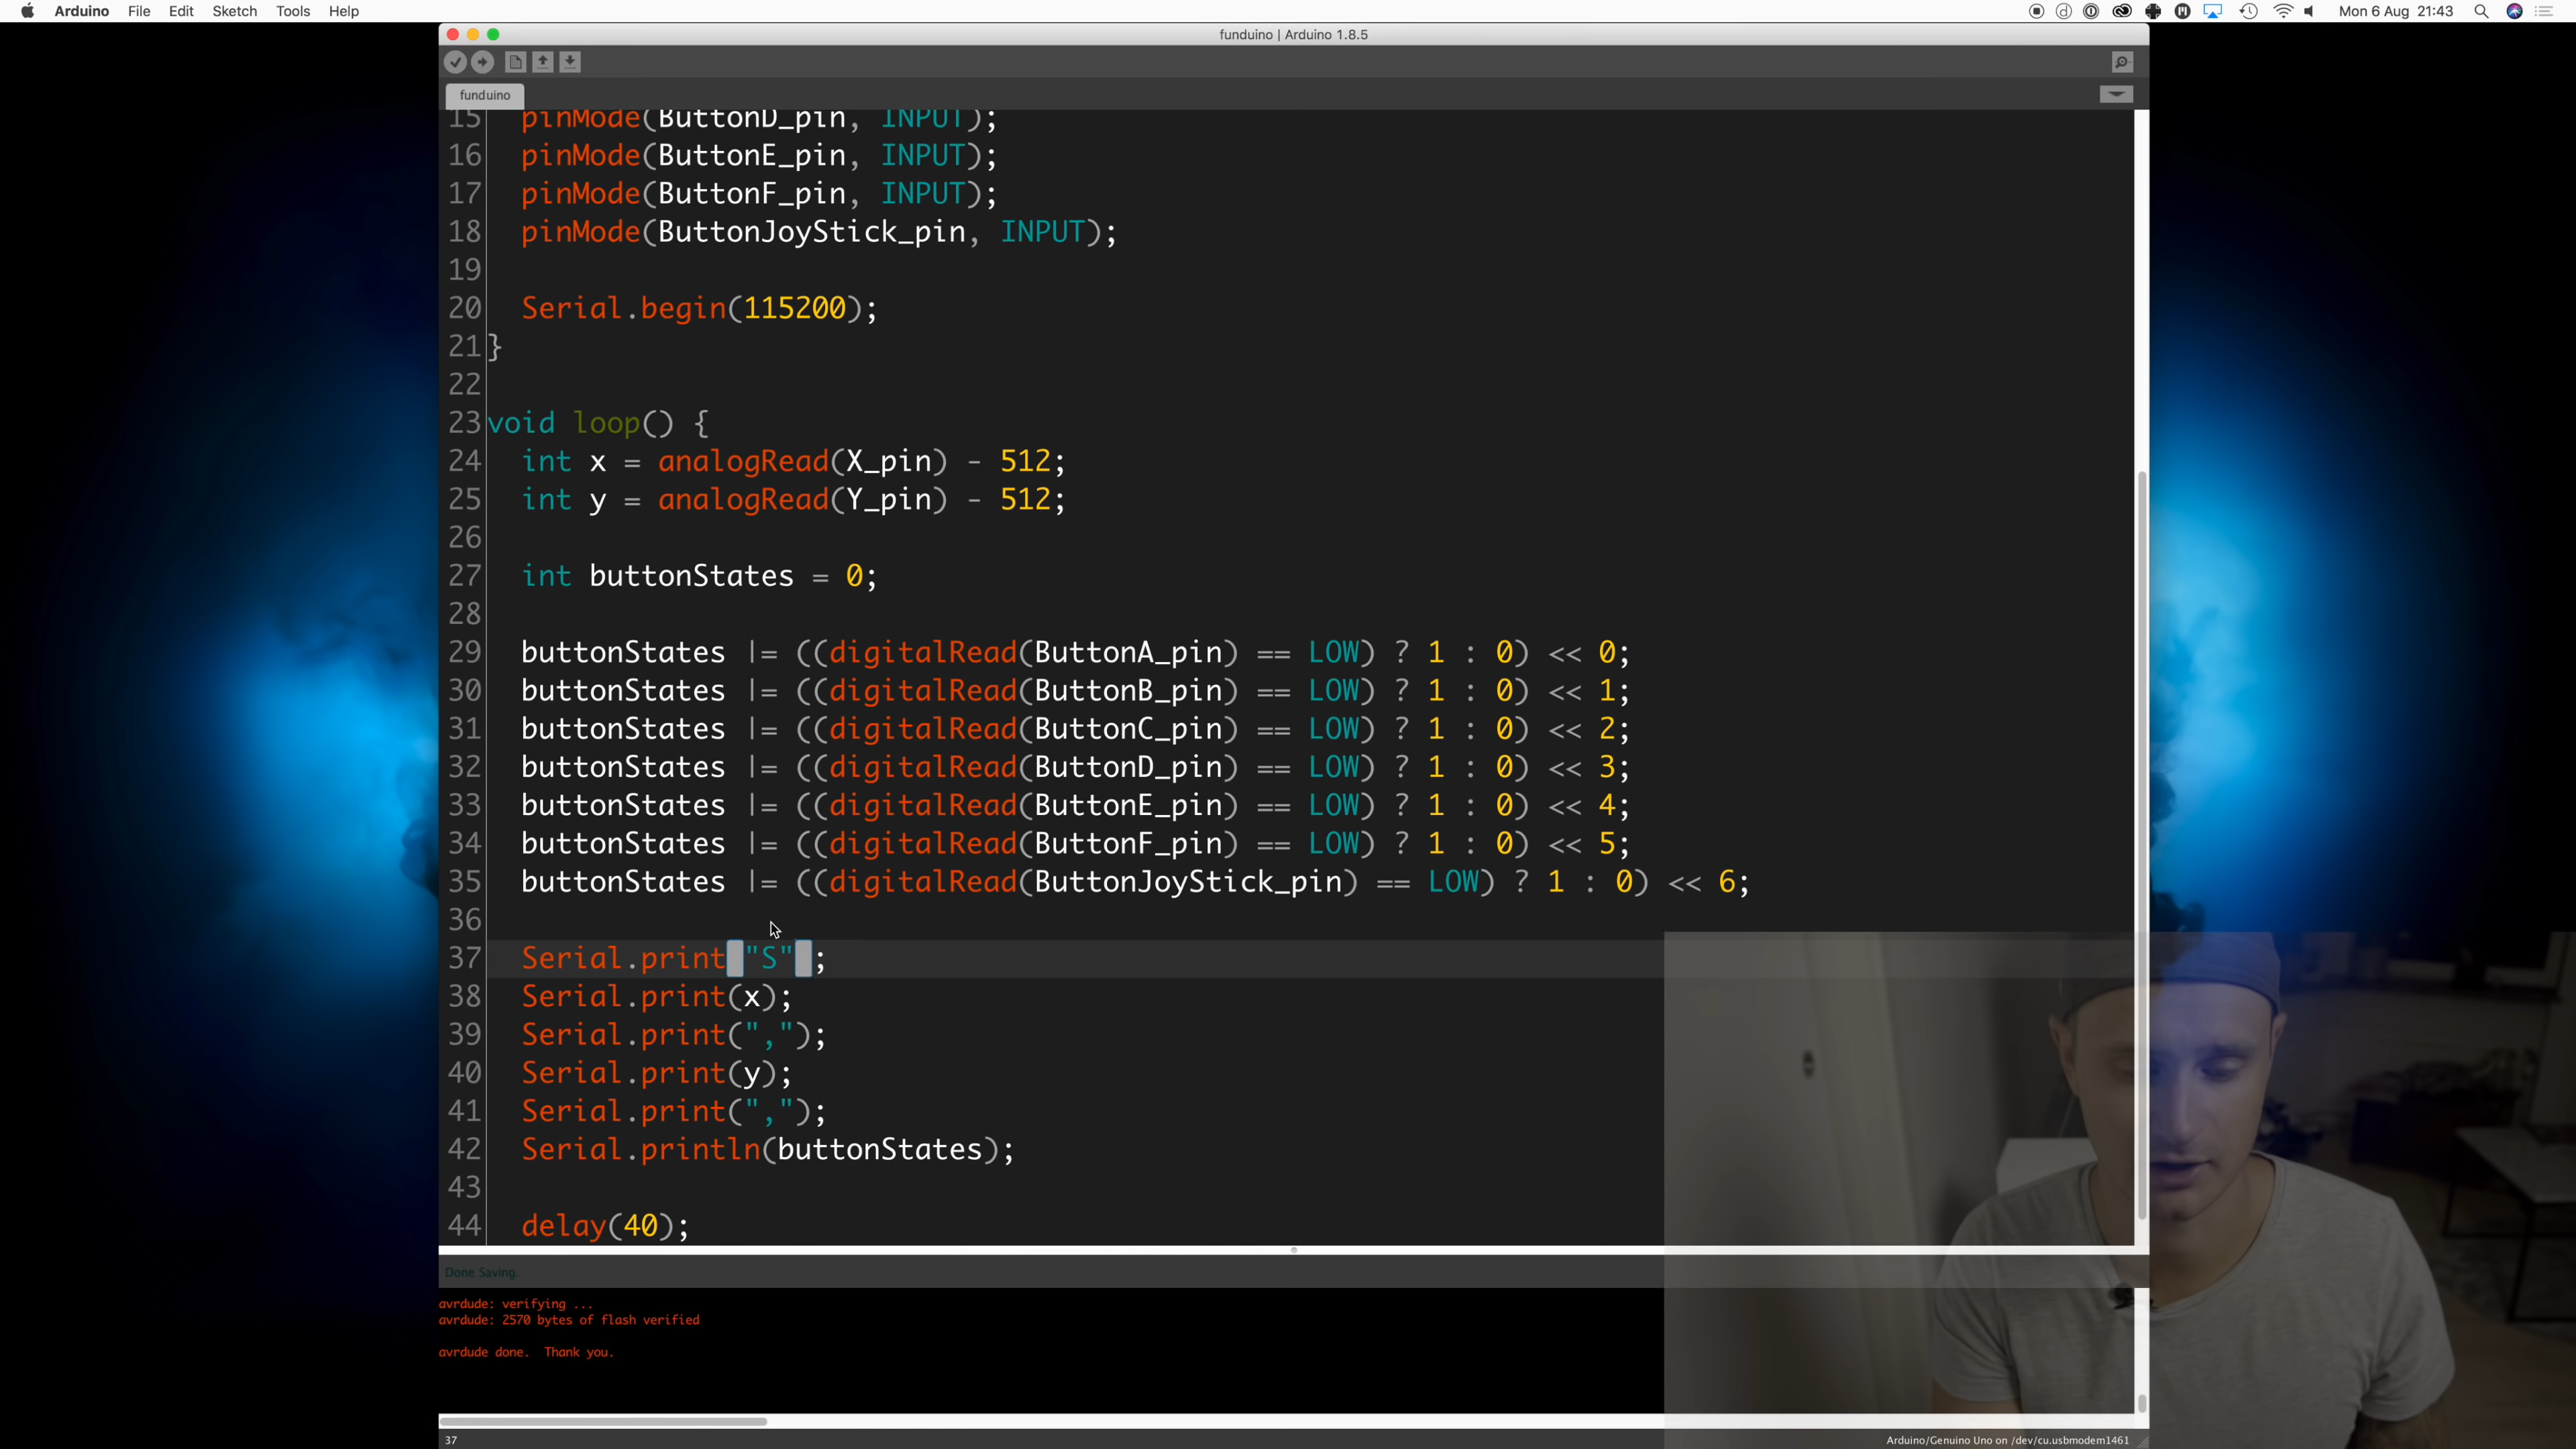 Arduino File Edit Sketch Tools Help
Mon 6 Aug 21:43
funduino | Arduino 1.8.5
funduino
15 pinMode(ButtonD_pin, INPUT);
16 pinMode(ButtonE_pin, INPUT);
17 pinMode(ButtonF_pin, INPUT);
18 pinMode(ButtonJoyStick_pin, INPUT);
19
20 Serial.begin(115200);
21 }
22
23 void loop() {
24 int x = analogRead(X_pin) - 512;
25 int y = analogRead(Y_pin) - 512;
26
27 int buttonStates = 0;
28
29 buttonStates |= ((digitalRead(ButtonA_pin) == LOW) ? 1 : 0) << 0;
30 buttonStates |= ((digitalRead(ButtonB_pin) == LOW) ? 1 : 0) << 1;
31 buttonStates |= ((digitalRead(ButtonC_pin) == LOW) ? 1 : 0) << 2;
32 buttonStates |= ((digitalRead(ButtonD_pin) == LOW) ? 1 : 0) << 3;
33 buttonStates |= ((digitalRead(ButtonE_pin) == LOW) ? 1 : 0) << 4;
34 buttonStates |= ((digitalRead(ButtonF_pin) == LOW) ? 1 : 0) << 5;
35 buttonStates |= ((digitalRead(ButtonJoyStick_pin) == LOW) ? 1 : 0) << 6;
36
37 Serial.print "S" ;
38 Serial.print(x);
39 Serial.print(",");
40 Serial.print(y);
41 Serial.print(",");
42 Serial.println(buttonStates);
43
44 delay(40);
Done Saving.
avrdude: verifying ...
avrdude: 2570 bytes of flash verified
avrdude done. Thank you.
37
Arduino/Genuino Uno on /dev/cu.usbmodem1461